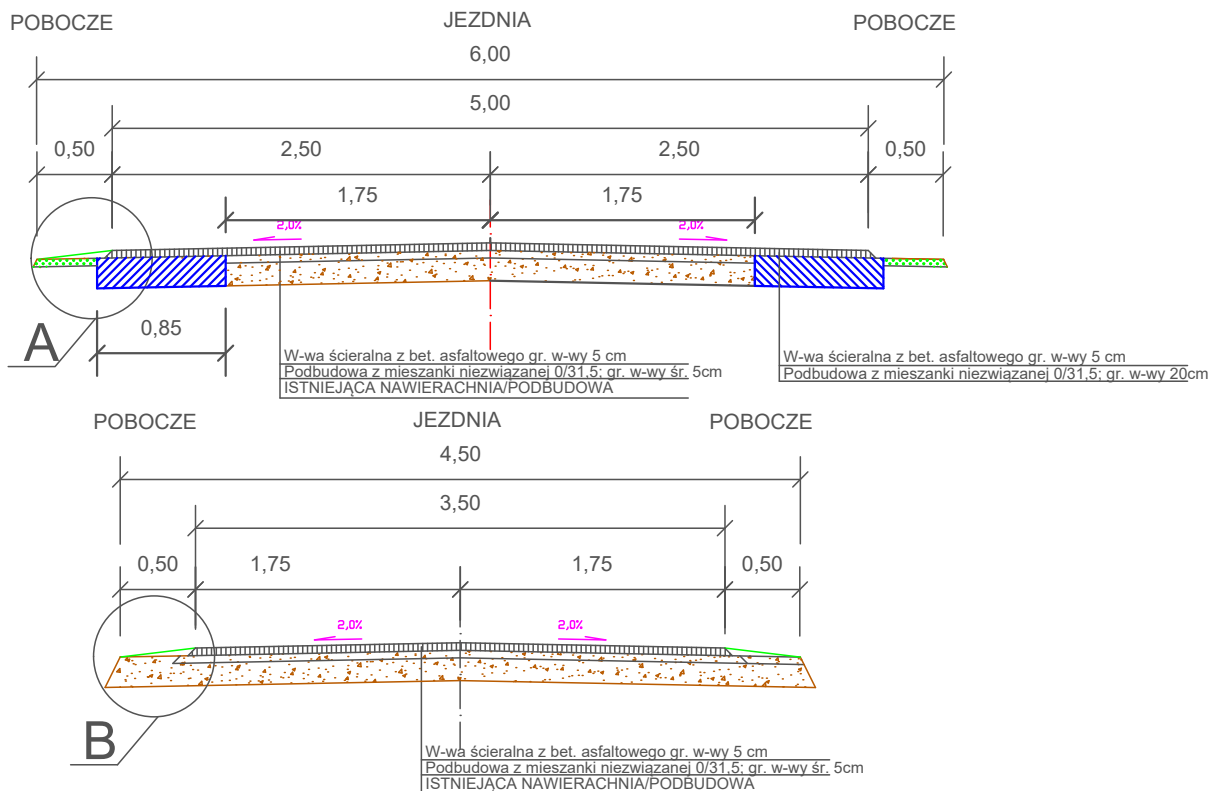 POBOCZE JEZDNIA POBOCZE
6,00
5,00
0,50 2,50 2,50 0,50
1,75 1,75
2,0% 2,0%
A 0,85
W-wa ścieralna z bet. asfaltowego gr. w-wy 5 cm
Podbudowa z mieszanki niezwiązanej 0/31,5; gr. w-wy śr. 5cm
ISTNIEJĄCA NAWIERACHNIA/PODBUDOWA
W-wa ścieralna z bet. asfaltowego gr. w-wy 5 cm
Podbudowa z mieszanki niezwiązanej 0/31,5; gr. w-wy 20cm
POBOCZE JEZDNIA POBOCZE
4,50
3,50
0,50 1,75 1,75 0,50
2,0% 2,0%
B
W-wa ścieralna z bet. asfaltowego gr. w-wy 5 cm
Podbudowa z mieszanki niezwiązanej 0/31,5; gr. w-wy śr. 5cm
ISTNIEJĄCA NAWIERACHNIA/PODBUDOWA